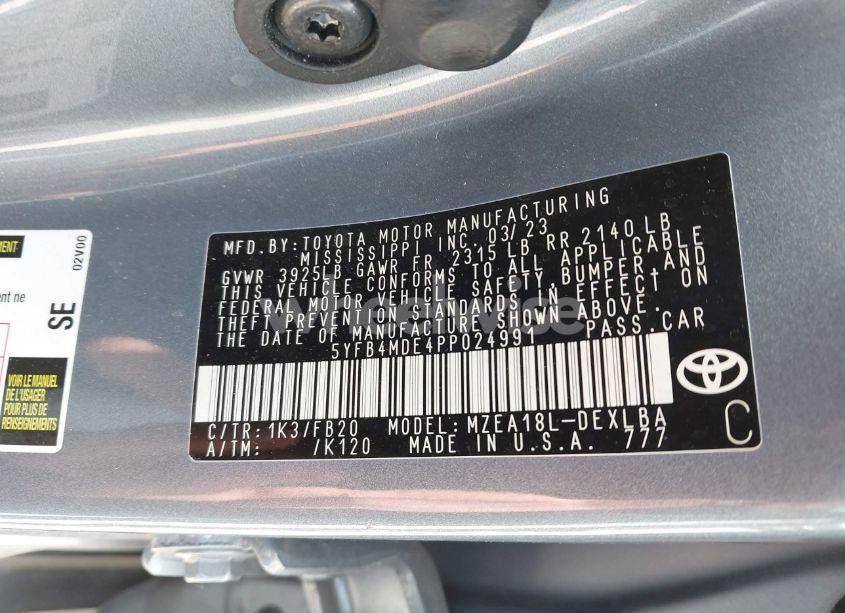 MENT
ent ne
02V00
SE
VOIR LE MANUEL
DE L'USAGER
POUR PLUS DE
RENSEIGNEMENTS
MFD.BY:TOYOTA MOTOR MANUFACTURING
MISSISSIPPI INC. 03/23
GVWR 3925LB GAWR FR 2315 LB RR 2140 LB
THIS VEHICLE CONFORMS TO ALL APPLICABLE
FEDERAL MOTOR VEHICLE SAFETY, BUMPER, AND
THEFT PREVENTION STANDARDS IN EFFECT ON
THE DATE OF MANUFACTURE SHOWN ABOVE.
5YFB4MDE4PP024991 PASS.CAR
C/TR:1K3/FB20 MODEL:MZEA18L-DEXLBA
A/TM: /K120 MADE IN U.S.A. 777
C